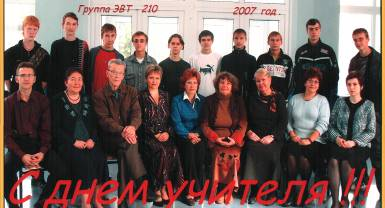 Группа ЭВТ - 210 2007 год.
С днем учителя !!!